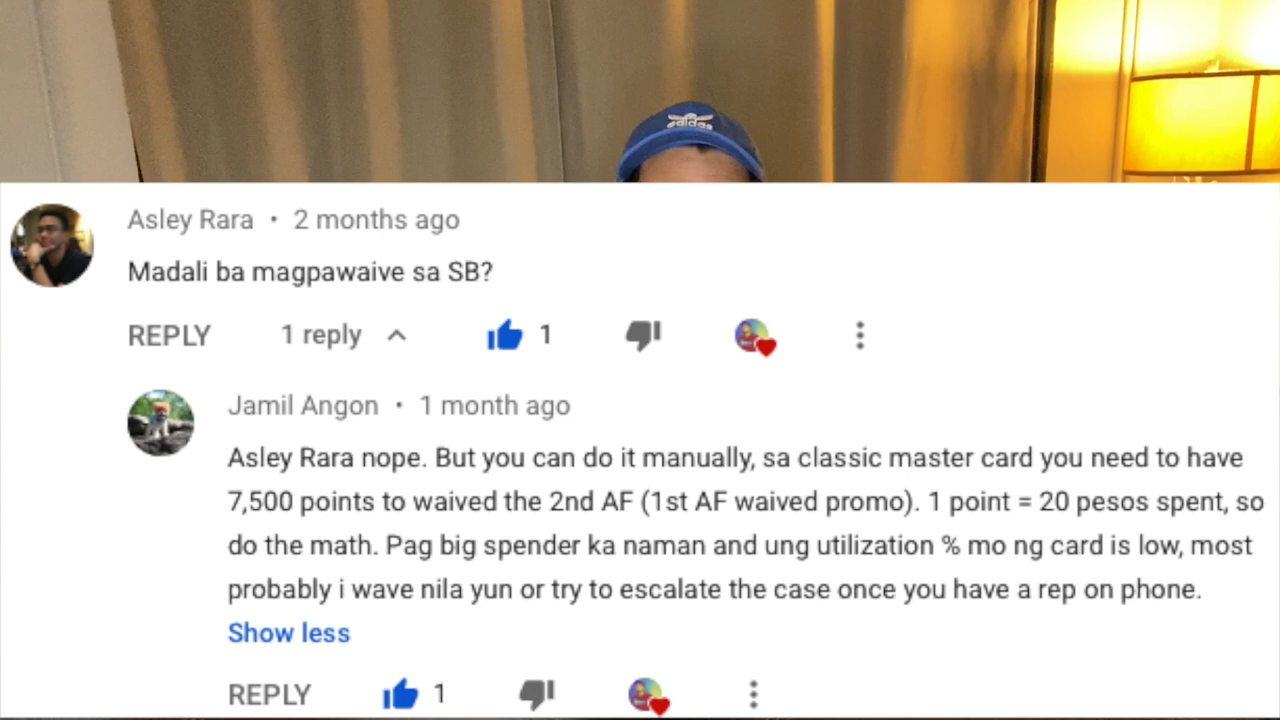 adidas
Asley Rara • 2 months ago
Madali ba magpawaive sa SB?
REPLY 1 reply 1
Jamil Angon • 1 month ago
Asley Rara nope. But you can do it manually, sa classic master card you need to have
7,500 points to waived the 2nd AF (1st AF waived promo). 1 point = 20 pesos spent, so
do the math. Pag big spender ka naman and ung utilization % mo ng card is low, most
probably i wave nila yun or try to escalate the case once you have a rep on phone.
Show less
REPLY 1